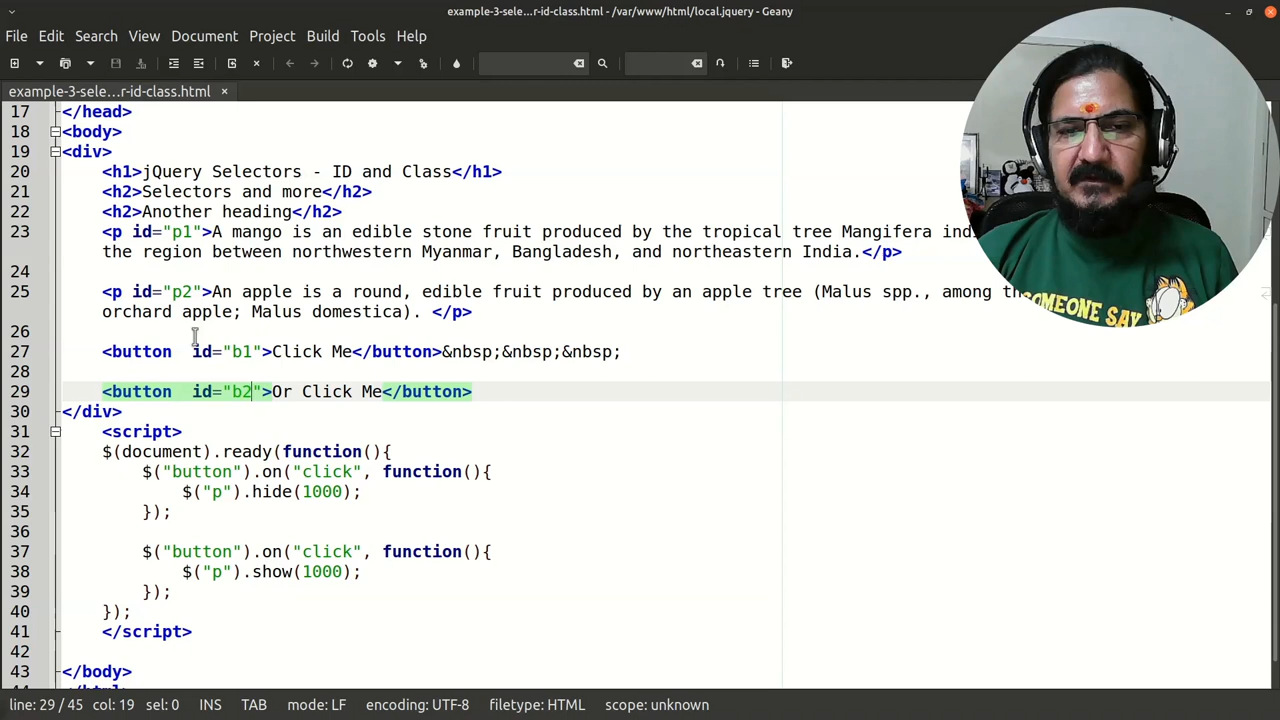 example-3-sele...r-id-class.html - /var/www/html/local.jquery - Geany
File Edit Search View Document Project Build Tools Help
example-3-sele...r-id-class.html ×
17 </head>
18 <body>
19 <div>
20 <h1>jQuery Selectors - ID and Class</h1>
21 <h2>Selectors and more</h2>
22 <h2>Another heading</h2>
23 <p id="p1">A mango is an edible stone fruit produced by the tropical tree Mangifera indi
the region between northwestern Myanmar, Bangladesh, and northeastern India.</p>
24
25 <p id="p2">An apple is a round, edible fruit produced by an apple tree (Malus spp., among th
orchard apple; Malus domestica). </p>
26
27 <button  id="b1">Click Me</button>&nbsp;&nbsp;&nbsp;
28
29 <button  id="b2">Or Click Me</button>
30 </div>
31 <script>
32 $(document).ready(function(){
33 $("button").on("click", function(){
34 $("p").hide(1000);
35 });
36
37 $("button").on("click", function(){
38 $("p").show(1000);
39 });
40 });
41 </script>
42
43 </body>
SOMEONE SAY
line: 29 / 45 col: 19 sel: 0 INS TAB mode: LF encoding: UTF-8 filetype: HTML scope: unknown